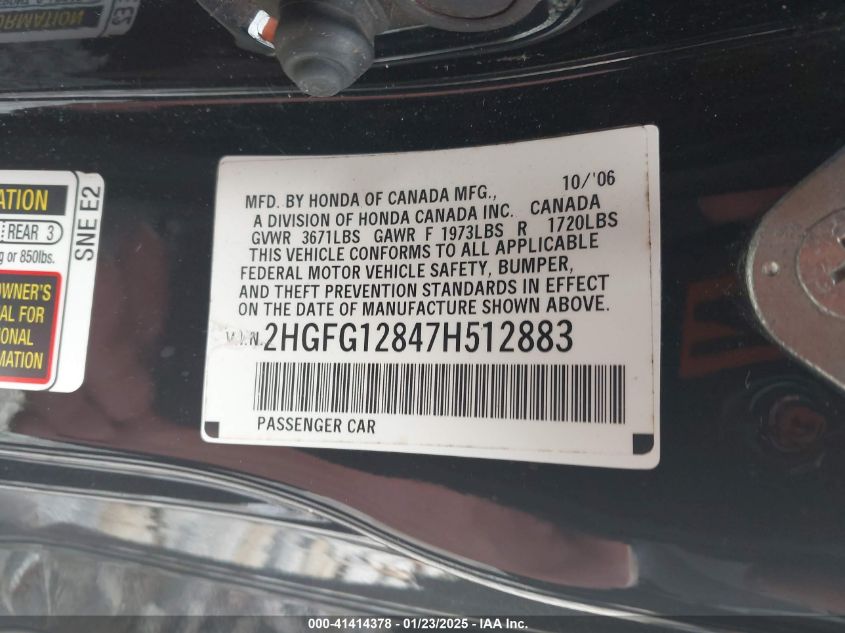 ORMATION
E3
10/'06
MFD. BY HONDA OF CANADA MFG.,
A DIVISION OF HONDA CANADA INC. CANADA
GVWR 3671LBS GAWR F 1973LBS R 1720LBS
THIS VEHICLE CONFORMS TO ALL APPLICABLE
FEDERAL MOTOR VEHICLE SAFETY, BUMPER,
AND THEFT PREVENTION STANDARDS IN EFFECT
ON THE DATE OF MANUFACTURE SHOWN ABOVE.
V.I.N. 2HGFG12847H512883
PASSENGER CAR
ATION
REAR 3
g or 850lbs.
OWNER'S
AL FOR
IONAL
MATION
SNE E2
000-41414378 - 01/23/2025 - IAA, Inc.